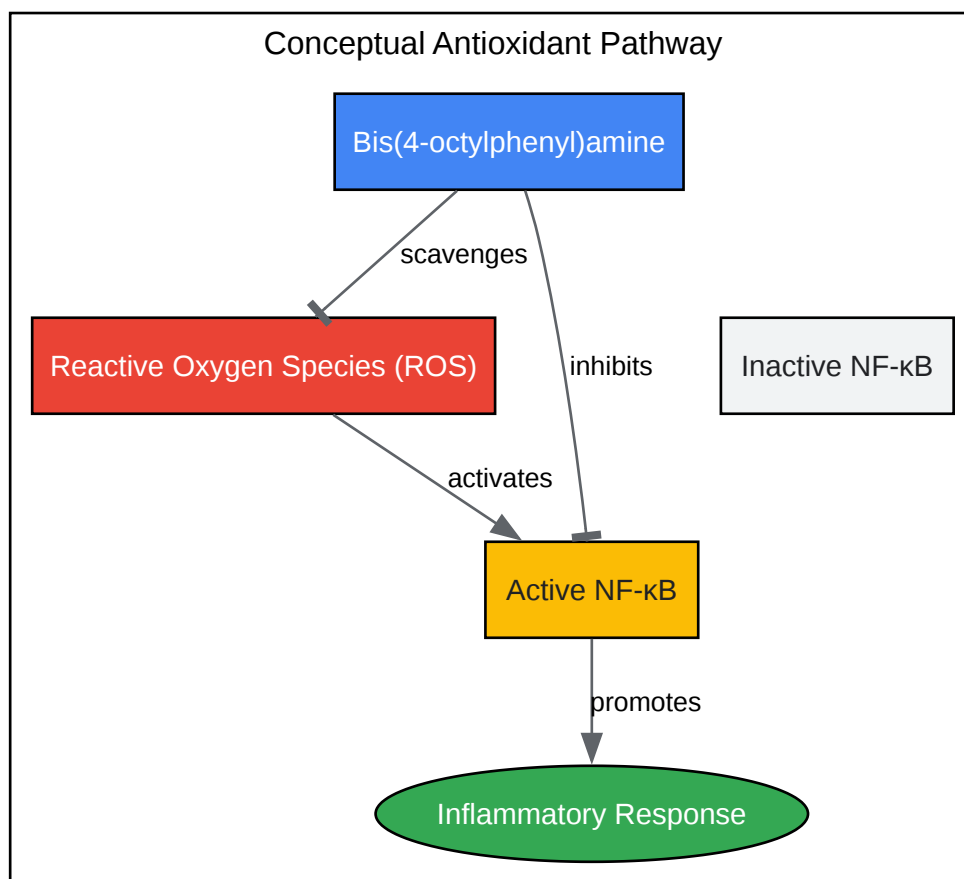 Conceptual Antioxidant Pathway
Bis(4-octylphenyl)amine
scavenges
Reactive Oxygen Species (ROS)
inhibits
Inactive NF-κB
activates
Active NF-κB
promotes
Inflammatory Response